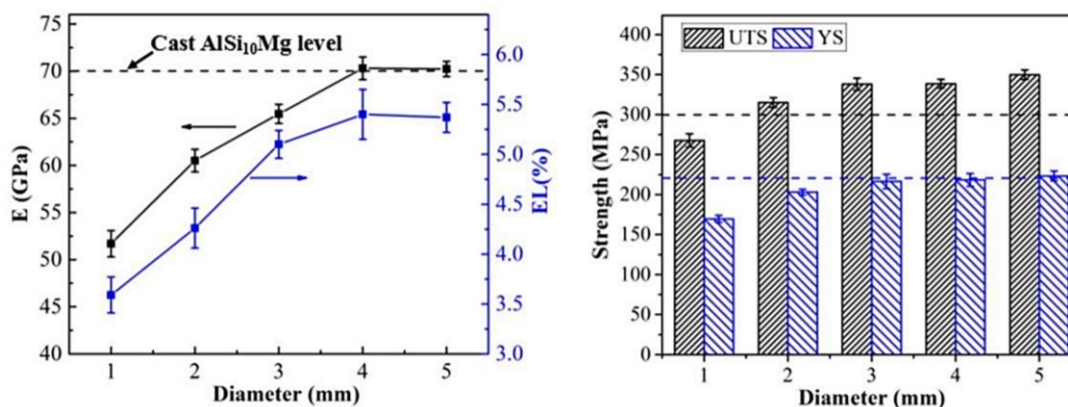 Cast AlSi10Mg level
E (GPa)
75
70
65
60
55
50
45
40
1 2 3 4 5
Diameter (mm)
6.0
5.5
5.0
4.5
4.0
3.5
3.0
EL(%)
UTS YS
Strength (MPa)
400
350
300
250
200
150
100
50
0
1 2 3 4 5
Diameter (mm)